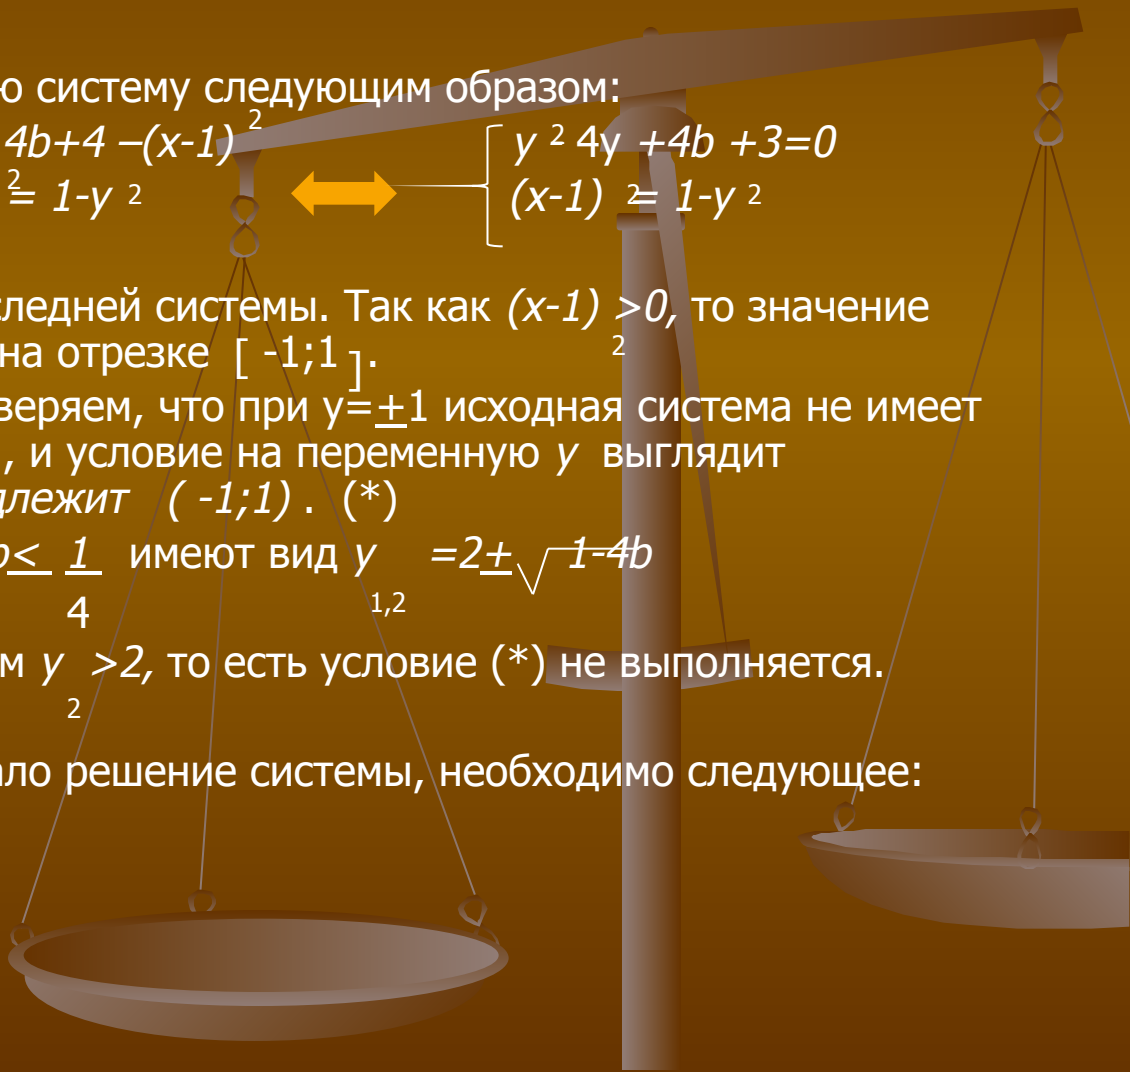 ю систему следующим образом:
4b+4 –(x-1) 2
y 2 4y +4b +3=0
2 = 1-y 2
(x-1) 2 = 1-y 2
следней системы. Так как (x-1) >0, то значение
на отрезке [ -1;1 ].
2
веряем, что при y=±1 исходная система не имеет
, и условие на переменную y выглядит
длежит ( -1;1) . (*)
b< 1 имеют вид y =2±√ 1-4b
4 1,2
м y >2, то есть условие (*) не выполняется.
2
ало решение системы, необходимо следующее: